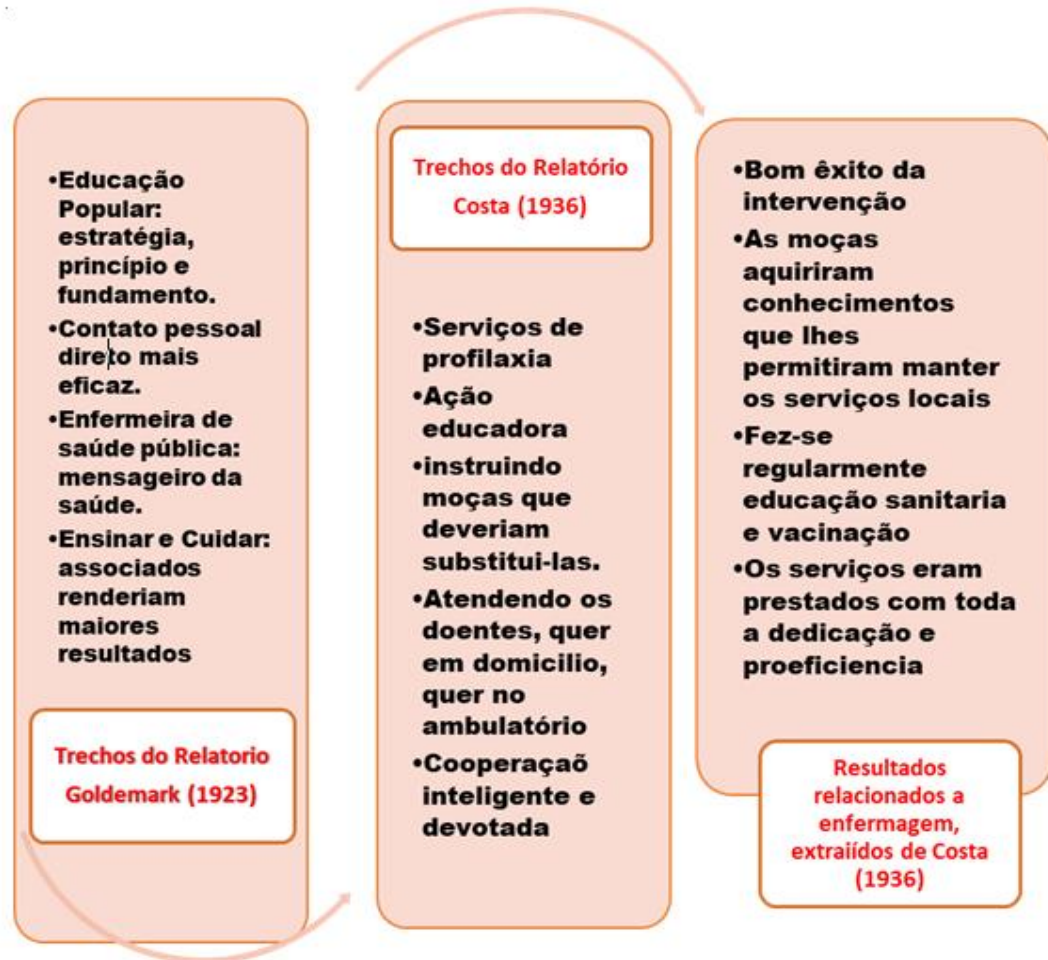 •Educação
Popular:
estratégia,
princípio e
fundamento.
•Contato pessoal
direto mais
eficaz.
•Enfermeira de
saúde pública:
mensageiro da
saúde.
•Ensinar e Cuidar:
associados
renderiam
maiores
resultados
Trechos do Relatorio
Goldemark (1923)
Trechos do Relatório
Costa (1936)
•Serviços de
profilaxia
•Ação
educadora
•instruindo
moças que
deveriam
substitui-las.
•Atendendo os
doentes, quer
em domicilio,
quer no
ambulatório
•Cooperaçaõ
inteligente e
devotada
•Bom êxito da
intervenção
•As moças
aquiriram
conhecimentos
que lhes
permitiram manter
os serviços locais
•Fez-se
regularmente
educação sanitaria
e vacinação
•Os serviços eram
prestados com toda
a dedicação e
proeficiencia
Resultados
relacionados a
enfermagem,
extraiídos de Costa
(1936)